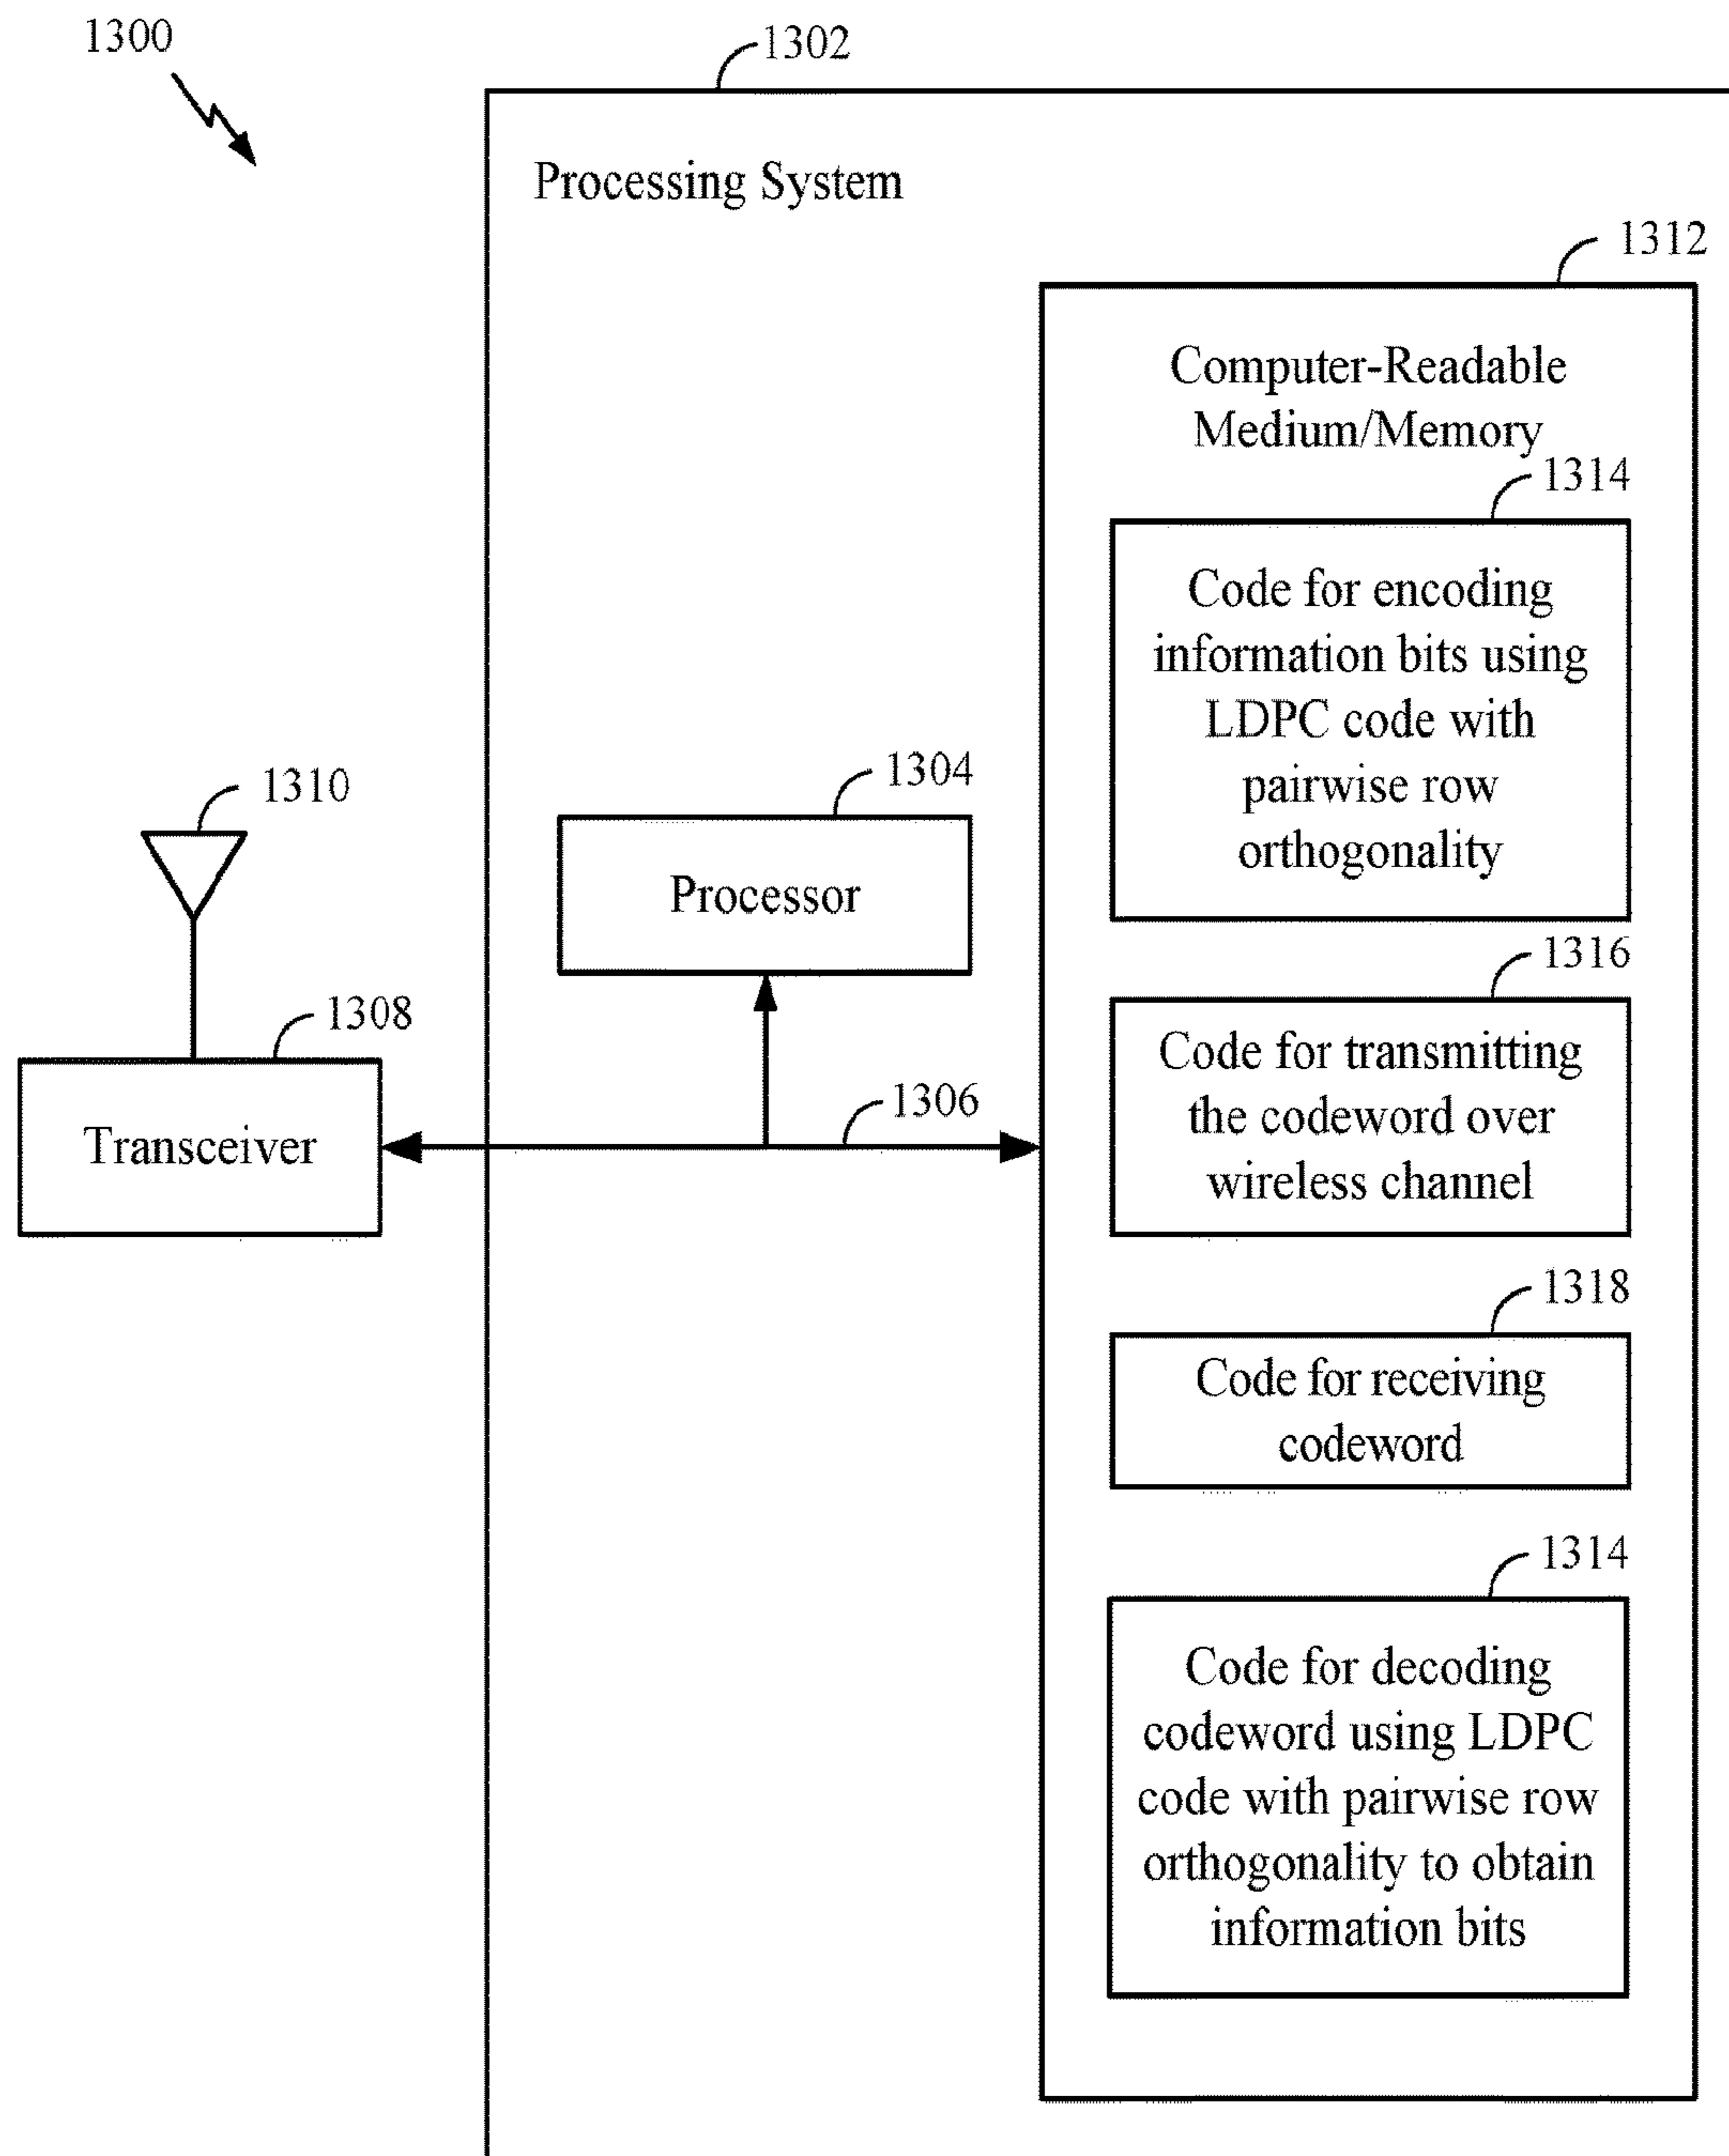 1300
1302
Processing System
1312
Computer-Readable
Medium/Memory
1314
Code for encoding
information bits using
LDPC code with
pairwise row
orthogonality
1304
Processor
1310
1316
Code for transmitting
the codeword over
wireless channel
1308
Transceiver
1306
1318
Code for receiving
codeword
1314
Code for decoding
codeword using LDPC
code with pairwise row
orthogonality to obtain
information bits